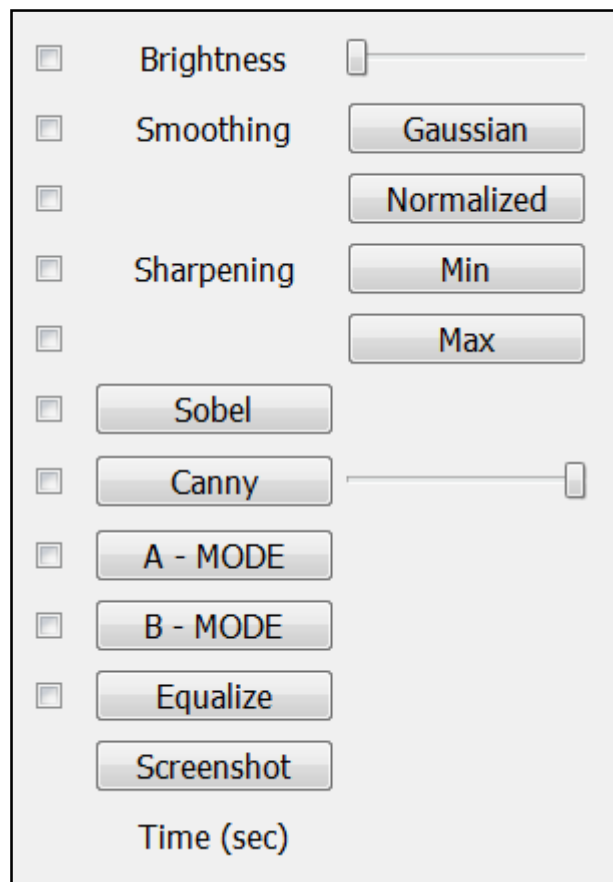 Brightness
Smoothing Gaussian
Normalized
Sharpening Min
Max
Sobel
Canny
A - MODE
B - MODE
Equalize
Screenshot
Time (sec)